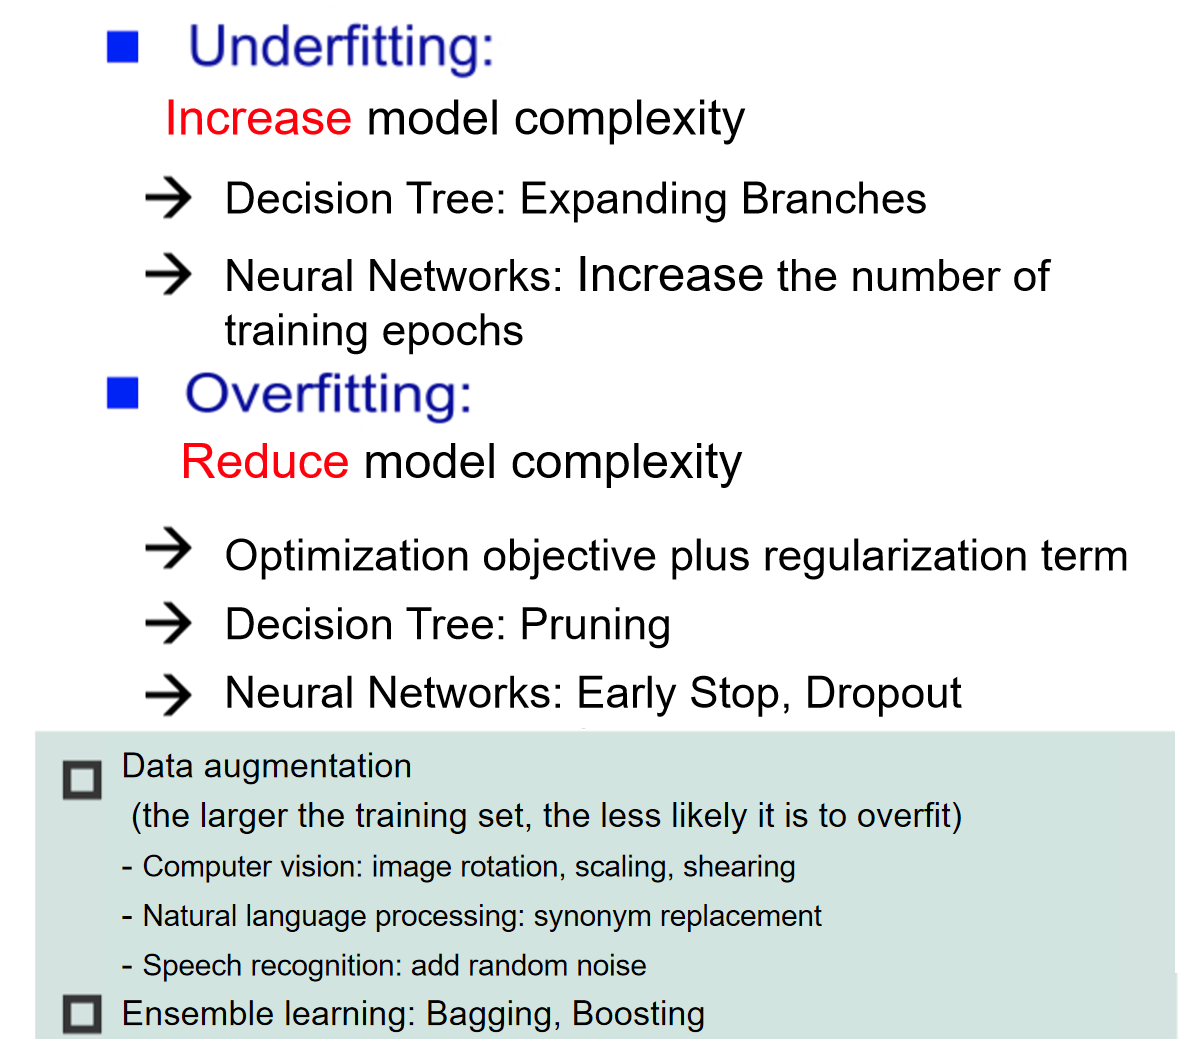 Underfitting:
Increase model complexity
Decision Tree: Expanding Branches
Neural Networks: Increase the number of
training epochs
Overfitting:
Reduce model complexity
Optimization objective plus regularization term
Decision Tree: Pruning
Neural Networks: Early Stop, Dropout
Data augmentation
(the larger the training set, the less likely it is to overfit)
- Computer vision: image rotation, scaling, shearing
- Natural language processing: synonym replacement
- Speech recognition: add random noise
Ensemble learning: Bagging, Boosting